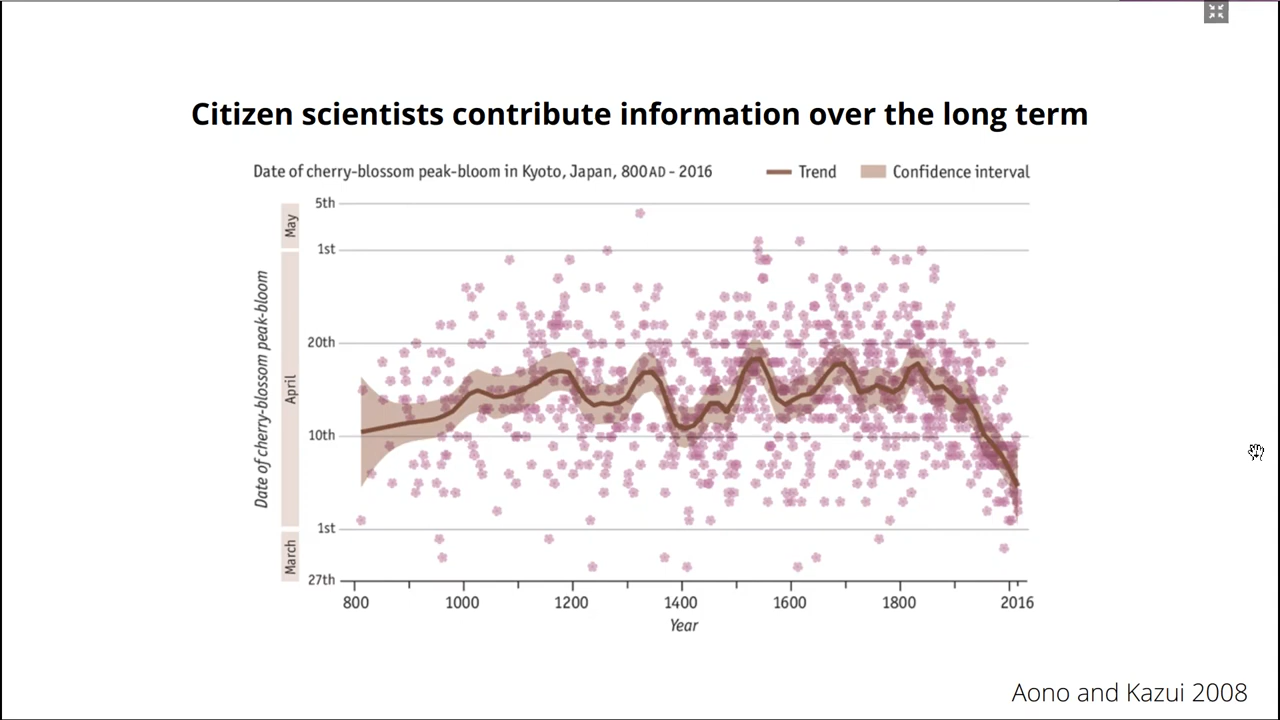 Citizen scientists contribute information over the long term
Date of cherry-blossom peak-bloom in Kyoto, Japan, 800AD - 2016
Trend
Confidence interval
Date of cherry-blossom peak-bloom
May
April
March
5th
1st
20th
10th
1st
27th
800
1000
1200
1400
1600
1800
2016
Year
Aono and Kazui 2008